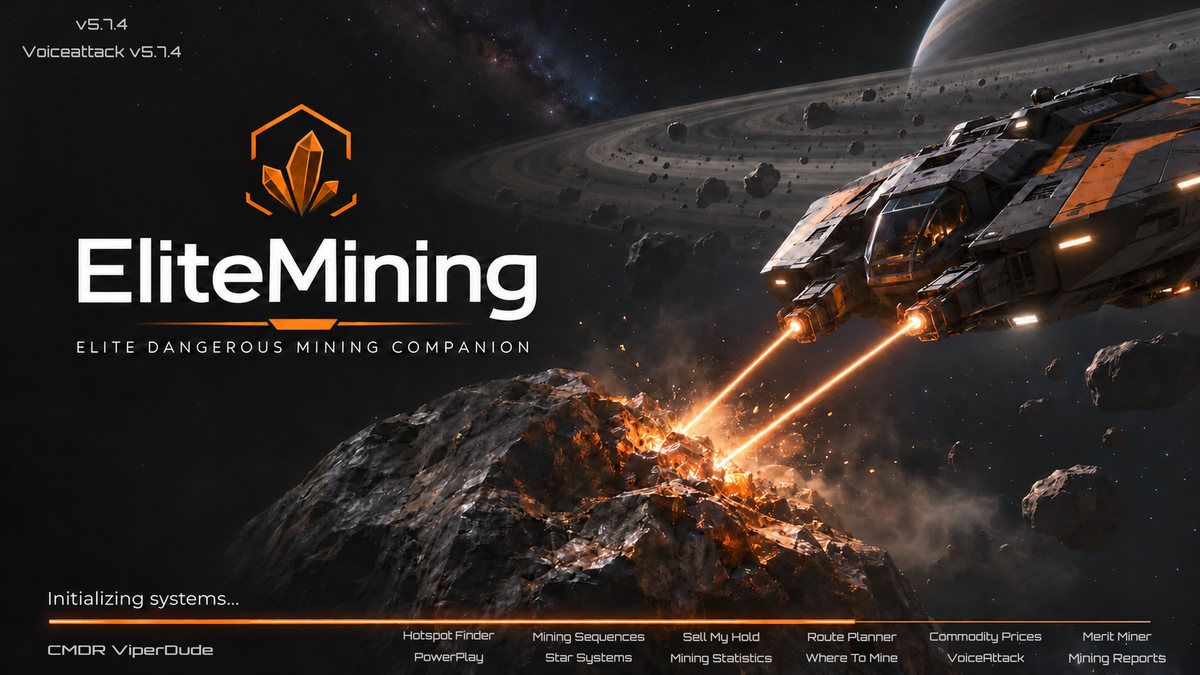 v5.7.4
Voiceattack v5.7.4
EliteMining
ELITE DANGEROUS MINING COMPANION
Initializing systems...
CMDR ViperDude
Hotspot Finder
PowerPlay
Mining Sequences
Star Systems
Sell My Hold
Mining Statistics
Route Planner
Where To Mine
Commodity Prices
VoiceAttack
Merit Miner
Mining Reports